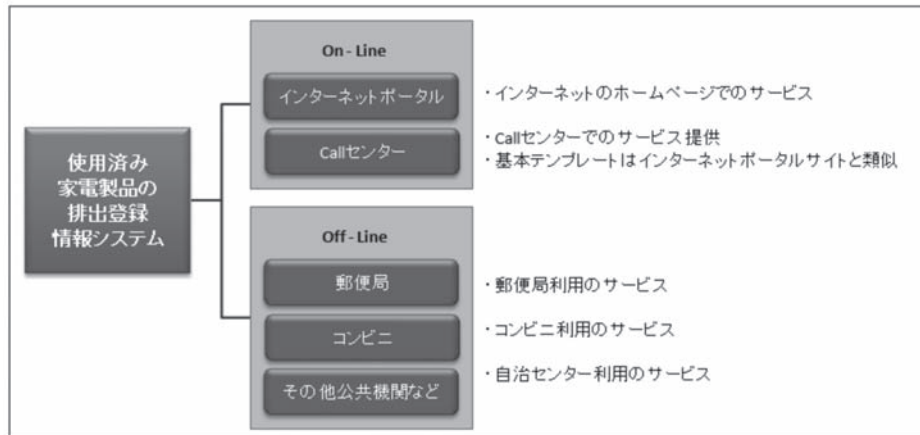 使用済み
家電製品の
排出登録
情報システム
On - Line
インターネットポータル
Callセンター
・インターネットのホームページでのサービス
・Callセンターでのサービス提供
・基本テンプレートはインターネットポータルサイトと類似
Off - Line
郵便局
コンビニ
その他公共機関など
・郵便局利用のサービス
・コンビニ利用のサービス
・自治センター利用のサービス